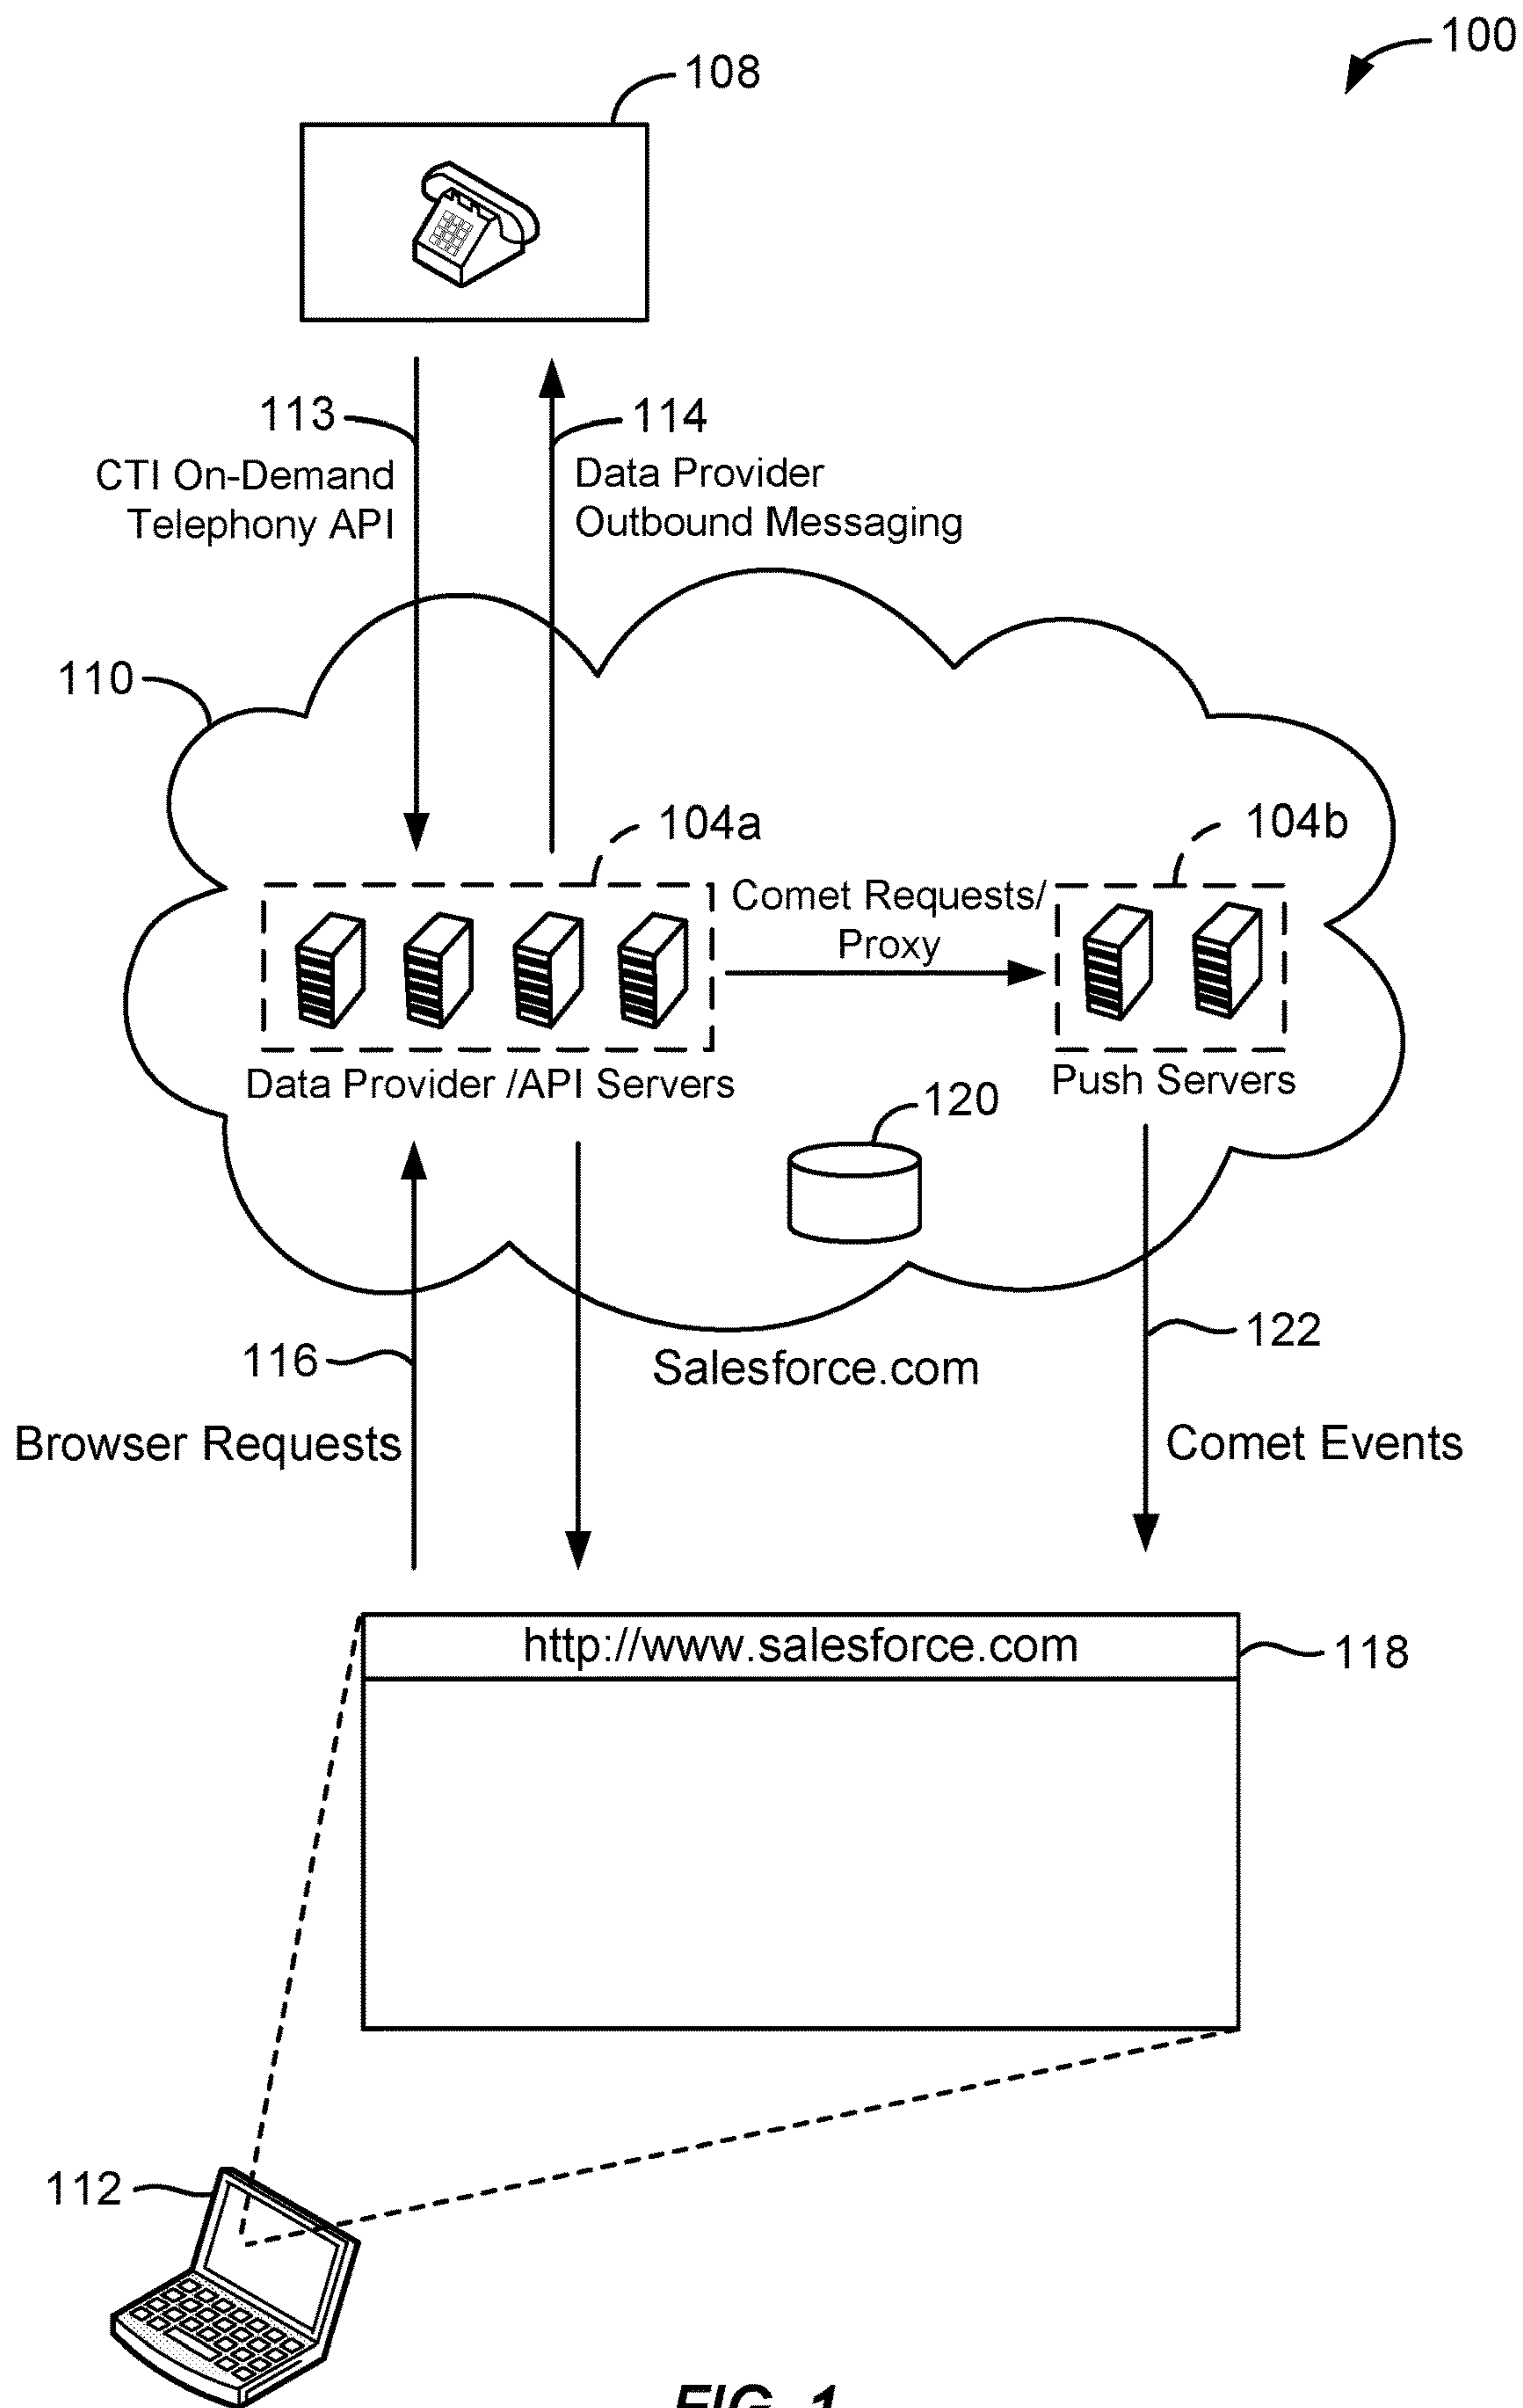 100
108
113
CTI On-Demand
Telephony API
114
Data Provider
Outbound Messaging
110
104a
104b
Comet Requests/
Proxy
Data Provider /API Servers
Push Servers
120
122
116
Salesforce.com
Browser Requests
Comet Events
http://www.salesforce.com
118
112
FIG. 1